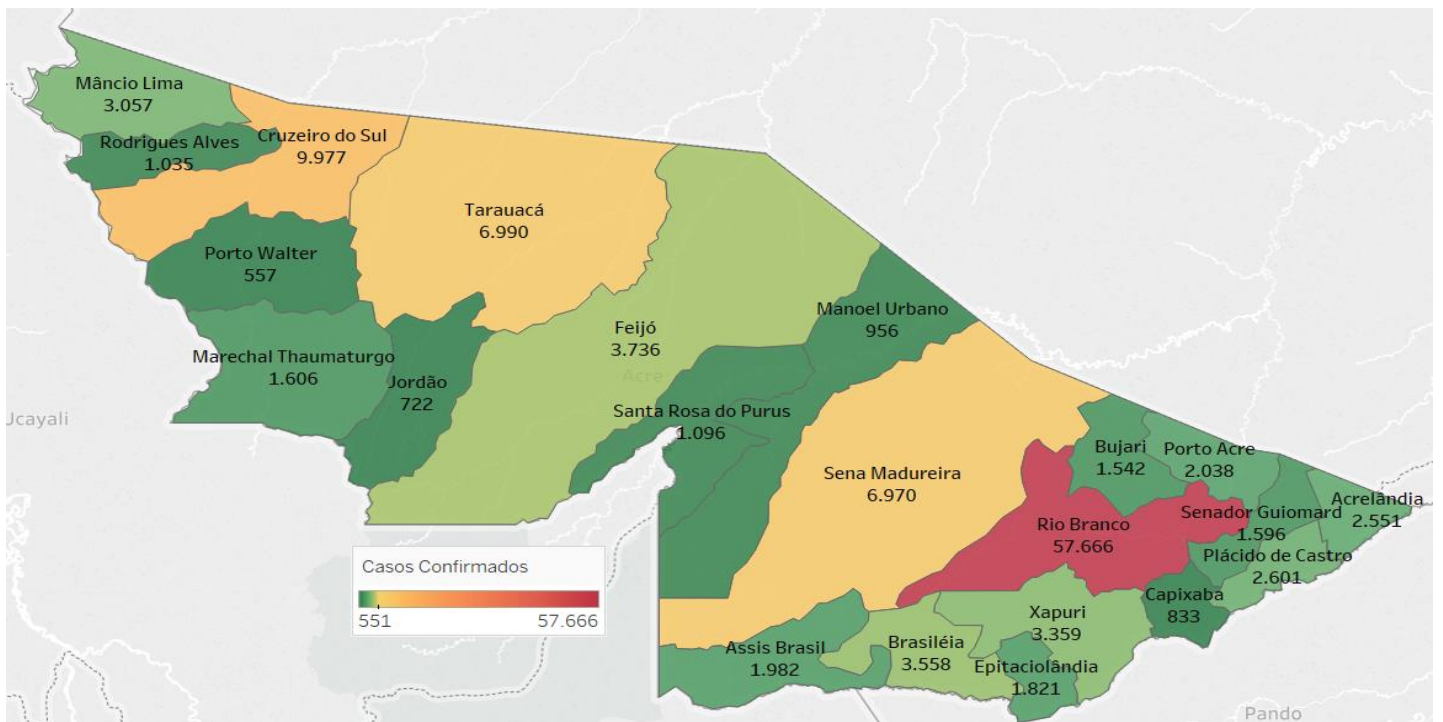 Mâncio Lima
3.057
Rodrigues Alves
1.035
Cruzeiro do Sul
9.977
Tarauacá
6.990
Porto Walter
557
Marechal Thaumaturgo
1.606
Jordão
722
Feijó
3.736
Acre
Manoel Urbano
956
Santa Rosa do Purus
1.096
Sena Madureira
6.970
Bujari
1.542
Porto Acre
2.038
Rio Branco
57.666
Senador Guiomard
1.596
Acrelândia
2.551
Plácido de Castro
2.601
Capixaba
833
Xapuri
3.359
Assis Brasil
1.982
Brasiléia
3.558
Epitaciolândia
1.821
Ucayali
Pando
Casos Confirmados
551 57.666